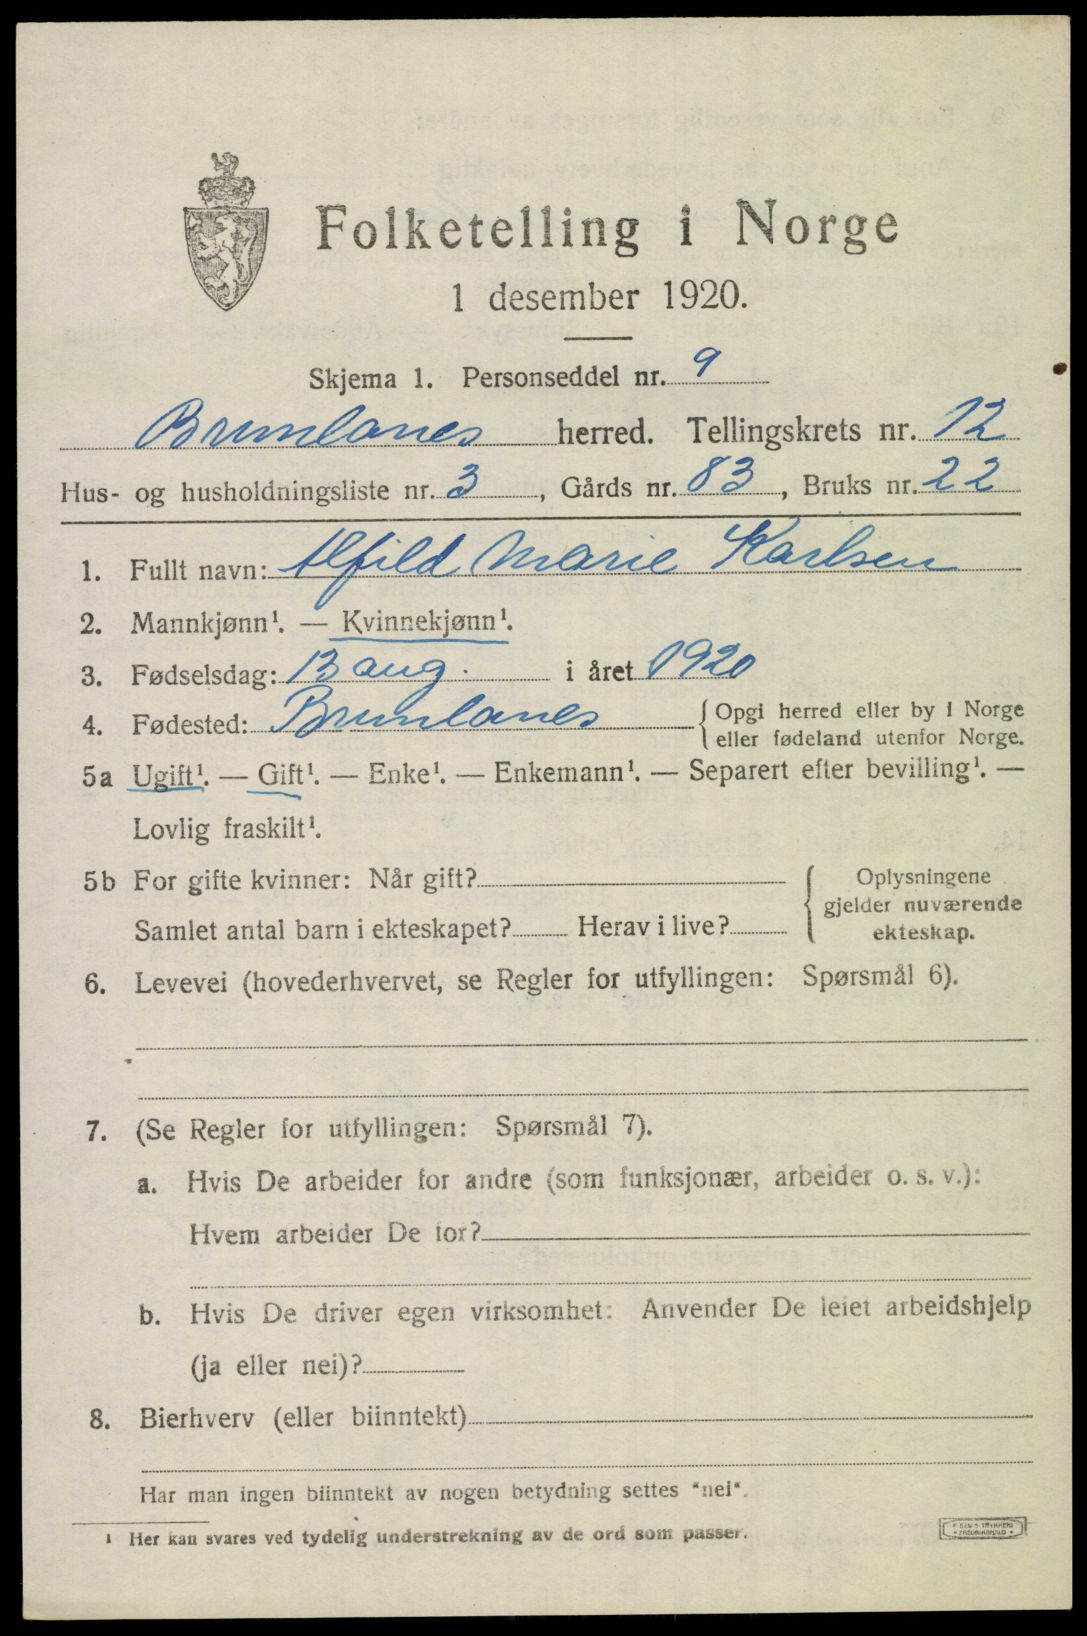 Folketelling i Norge
1 desember 1920.
Skjema 1. Personseddel nr. 9
Brunlanes herred. Tellingskrets nr. 12
Hus- og husholdningsliste nr. 3, Gårds nr. 83, Bruks nr. 22
1. Fullt navn: Alfild Marie Karlsen
2. Mannkjønn¹. — Kvinnekjønn¹.
3. Fødselsdag: 13 aug. i året 1920
4. Fødested: Brunlanes {Opgi herred eller by i Norge
eller fødeland utenfor Norge.
5a Ugift¹. — Gift¹. — Enke¹. — Enkemann¹. — Separert efter bevilling¹. —
Lovlig fraskilt¹.
5b For gifte kvinner: Når gift? { Oplysningene
gjelder nuværende
Samlet antal barn i ekteskapet? Herav i live? ekteskap.
6. Levevei (hovederhvervet, se Regler for utfyllingen: Spørsmål 6).
7. (Se Regler for utfyllingen: Spørsmål 7).
a. Hvis De arbeider for andre (som funksjonær, arbeider o. s. v.):
Hvem arbeider De for?
b. Hvis De driver egen virksomhet: Anvender De leiet arbeidshjelp
(ja eller nei)?
8. Bierhverv (eller biinntekt)
Har man ingen biinntekt av nogen betydning settes "nei".
¹ Her kan svares ved tydelig understrekning av de ord som passer.